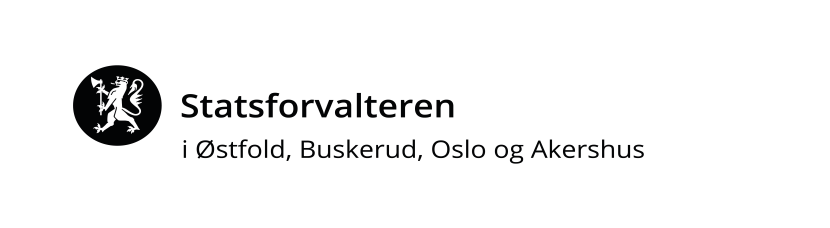 Statsforvalteren
i Østfold, Buskerud, Oslo og Akershus